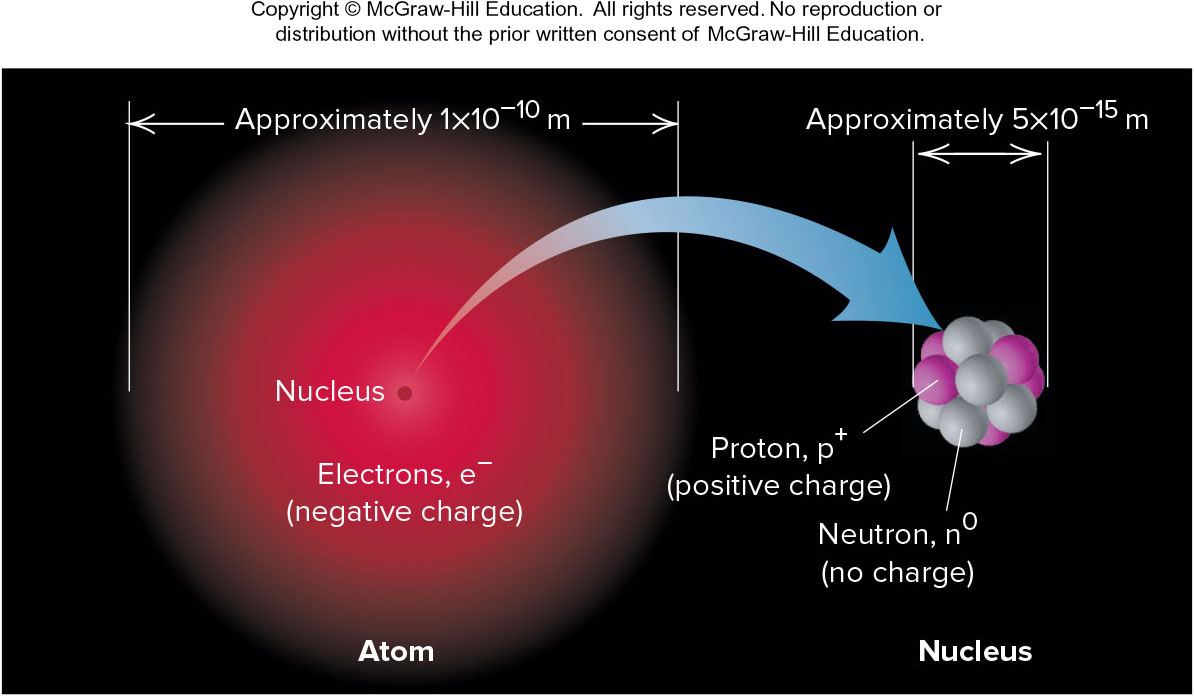 Copyright © McGraw-Hill Education.  All rights reserved. No reproduction or
distribution without the prior written consent of McGraw-Hill Education.
Approximately 1×10⁻¹⁰ m
Approximately 5×10⁻¹⁵ m
Nucleus
Electrons, e⁻
(negative charge)
Proton, p⁺
(positive charge)
Neutron, n⁰
(no charge)
Atom
Nucleus